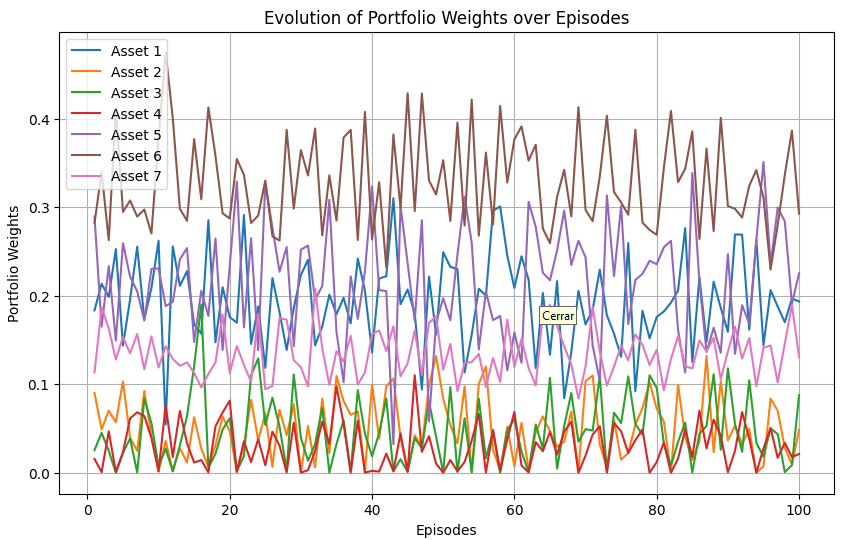 Evolution of Portfolio Weights over Episodes
Asset 1
Asset 2
Asset 3
Asset 4
Asset 5
Asset 6
Asset 7
0.4
0.3
0.2
0.1
0.0
Portfolio Weights
Cerrar
0
20
40
60
80
100
Episodes